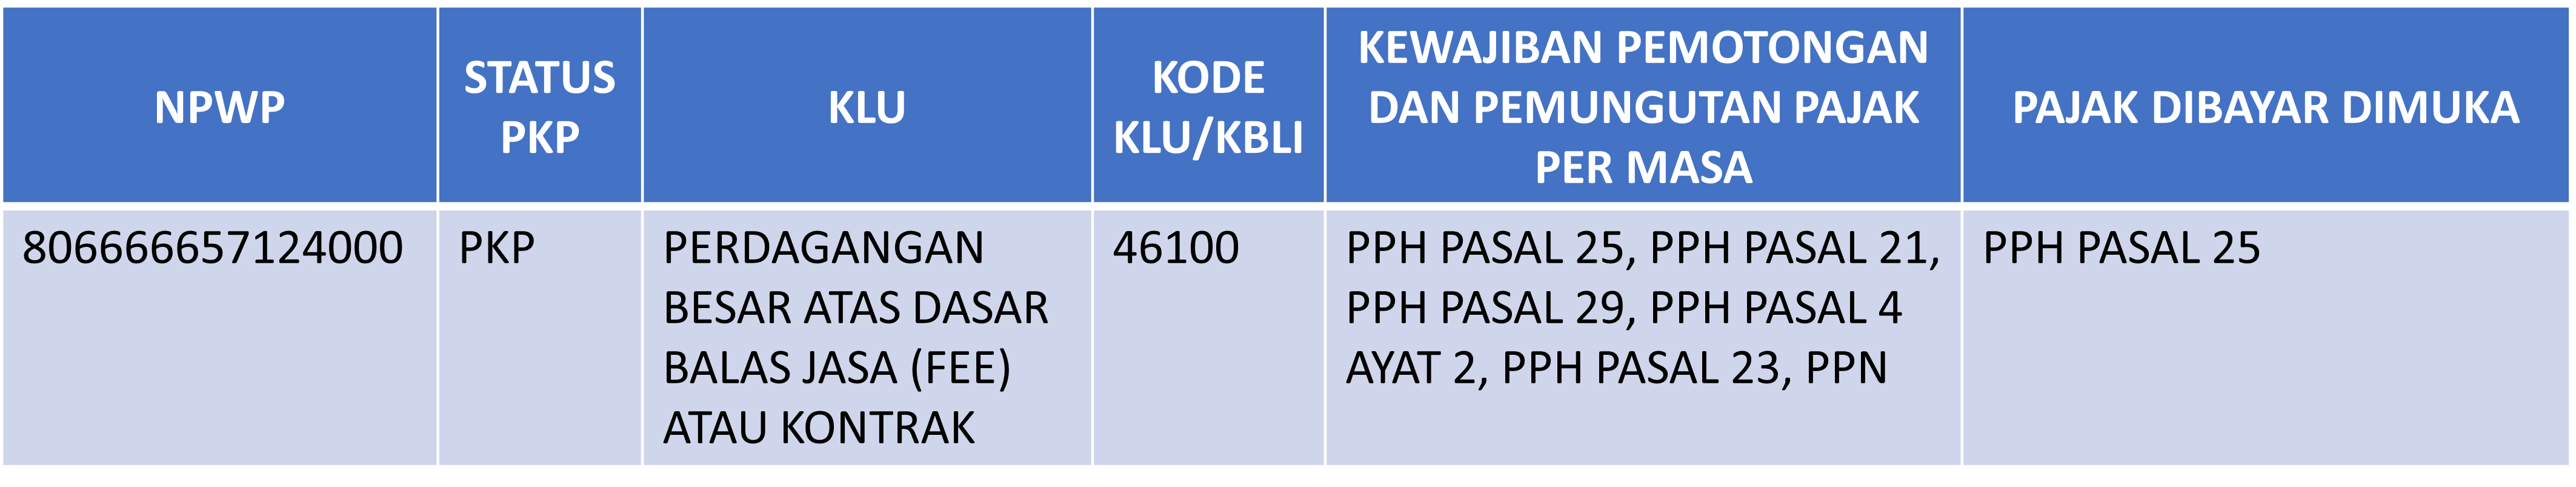 NPWP
STATUS
PKP
KLU
KODE
KLU/KBLI
KEWAJIBAN PEMOTONGAN
DAN PEMUNGUTAN PAJAK
PER MASA
PAJAK DIBAYAR DIMUKA
806666657124000
PKP
PERDAGANGAN
BESAR ATAS DASAR
BALAS JASA (FEE)
ATAU KONTRAK
46100
PPH PASAL 25, PPH PASAL 21,
PPH PASAL 29, PPH PASAL 4
AYAT 2, PPH PASAL 23, PPN
PPH PASAL 25